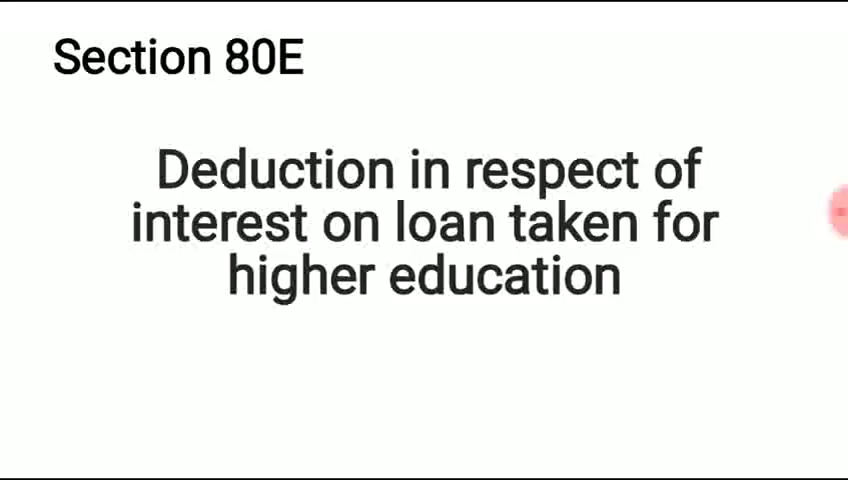 Section 80E
Deduction in respect of
interest on loan taken for
higher education